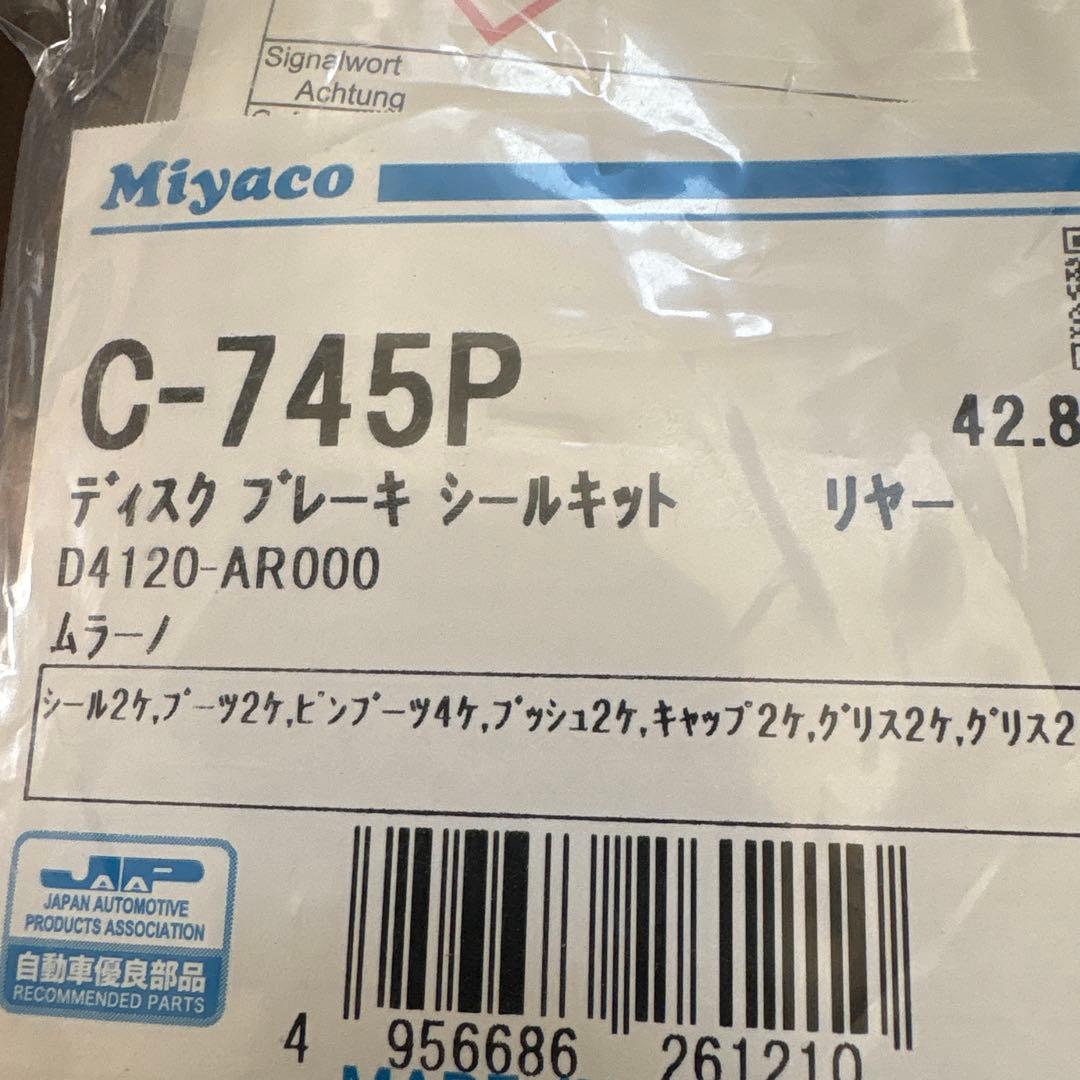 Signalwort
Achtung
Miyaco
C-745P
42.8
ﾃﾞｨｽｸ ﾌﾞﾚｰｷ ｼｰﾙｷｯﾄ ﾘﾔｰ
D4120-AR000
ﾑﾗｰﾉ
ｼｰﾙ2ｹ,ﾌﾞｰﾂ2ｹ,ﾋﾟﾝﾌﾞｰﾂ4ｹ,ﾌﾞｯｼｭ2ｹ,ｷｬｯﾌﾟ2ｹ,ｸﾞﾘｽ2ｹ,ｸﾞﾘｽ2
JAAP
JAPAN AUTOMOTIVE
PRODUCTS ASSOCIATION
自動車優良部品
RECOMMENDED PARTS
4 956686 261210